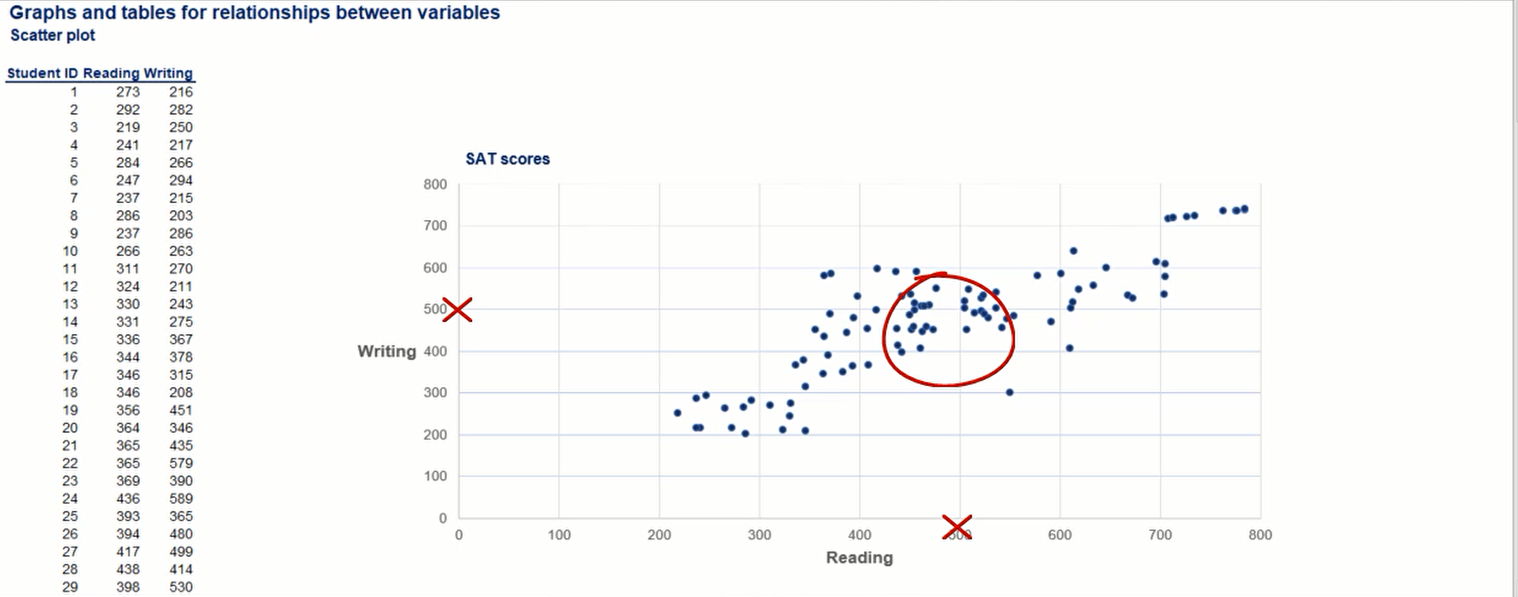 Graphs and tables for relationships between variables
Scatter plot
Student ID Reading Writing
1 273 216
2 292 282
3 219 250
4 241 217
5 284 266
6 247 294
7 237 215
8 286 203
9 237 286
10 266 263
11 311 270
12 324 211
13 330 243
14 331 275
15 336 367
16 344 378
17 346 315
18 346 208
19 356 451
20 364 346
21 365 435
22 365 579
23 369 390
24 436 589
25 393 365
26 394 480
27 417 499
28 438 414
29 398 530
SAT scores
800
700
600
500
Writing 400
300
200
100
0
0 100 200 300 400 500 600 700 800
Reading